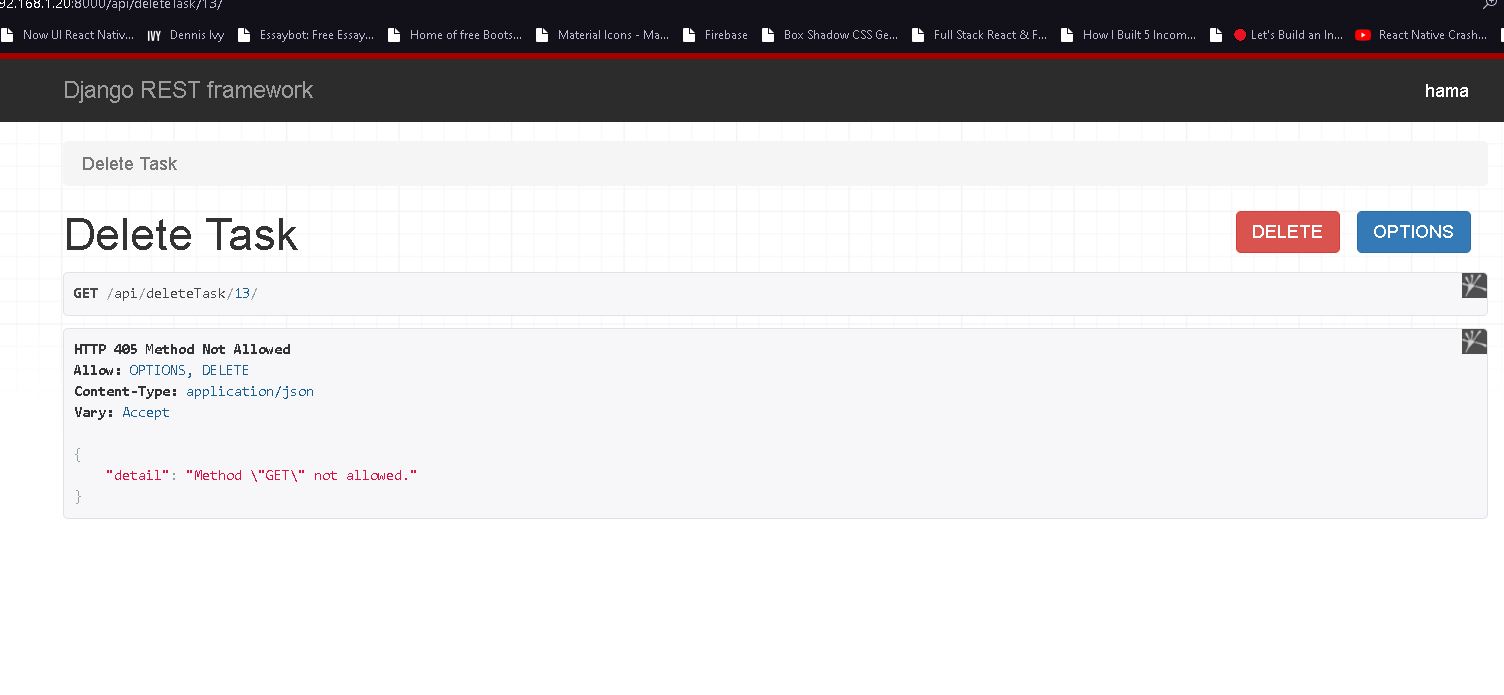 92.168.1.20:8000/api/deleteTask/13/
Now UI React Nativ... IVY Dennis Ivy Essaybot: Free Essay... Home of free Boots... Material Icons - Ma... Firebase Box Shadow CSS Ge... Full Stack React & F... How I Built 5 Incom... Let's Build an In... React Native Crash...
Django REST framework hama
Delete Task
Delete Task DELETE OPTIONS
GET /api/deleteTask/13/
HTTP 405 Method Not Allowed
Allow: OPTIONS, DELETE
Content-Type: application/json
Vary: Accept
{
"detail": "Method \"GET\" not allowed."
}